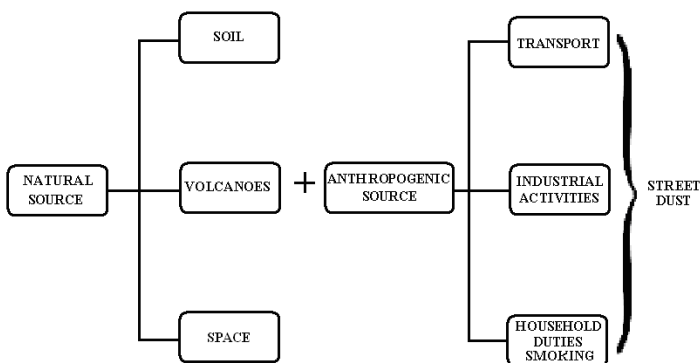 SOIL
TRANSPORT
NATURAL
SOURCE
VOLCANOES
+
ANTHROPOGENIC
SOURCE
INDUSTRIAL
ACTIVITIES
STREET
DUST
SPACE
HOUSEHOLD
DUTIES
SMOKING